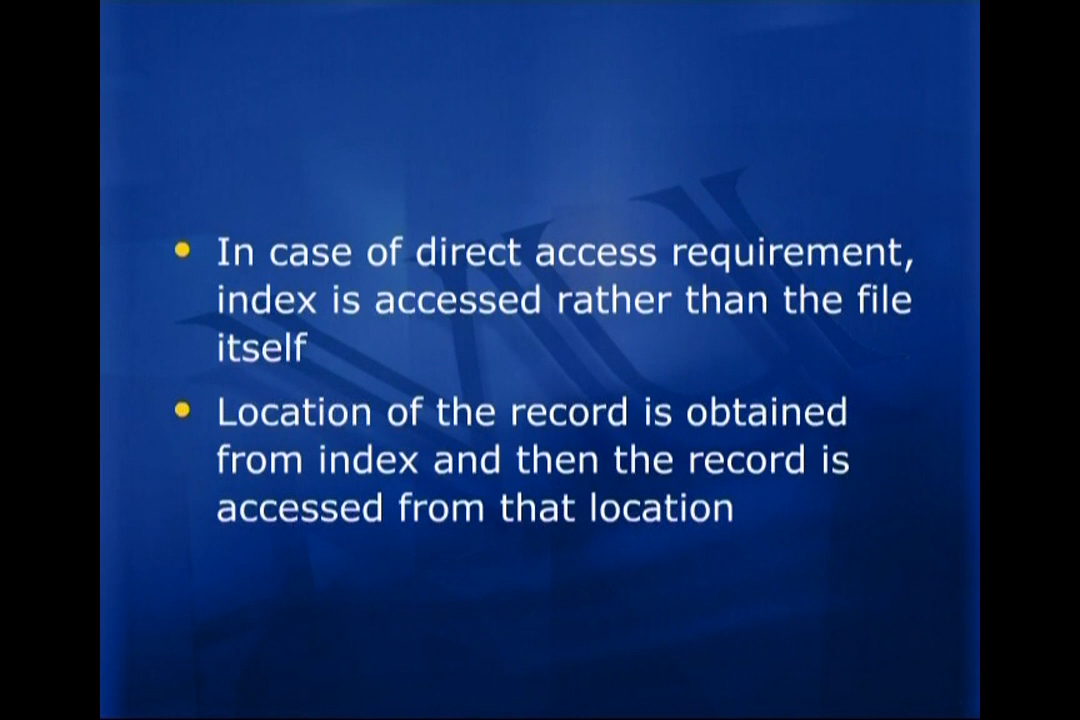 • In case of direct access requirement,
index is accessed rather than the file
itself
• Location of the record is obtained
from index and then the record is
accessed from that location